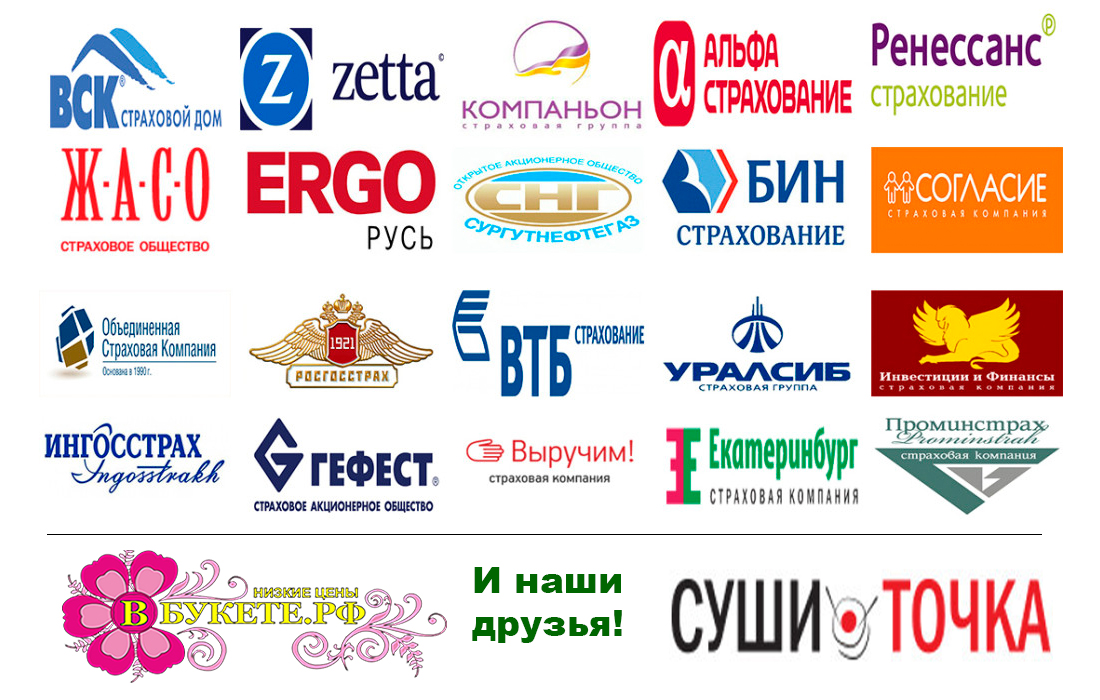 ВСК® СТРАХОВОЙ ДОМ
Z zetta©
КОМПАНЬОН
страховая группа
α АЛЬФА
СТРАХОВАНИЕ
Ренессанс ®
страхование
Ж·А·С·О
СТРАХОВОЕ ОБЩЕСТВО
ERGO
РУСЬ
ОТКРЫТОЕ АКЦИОНЕРНОЕ ОБЩЕСТВО
СНГ
СУРГУТНЕФТЕГАЗ
БИН
СТРАХОВАНИЕ
СОГЛАСИЕ
СТРАХОВАЯ КОМПАНИЯ
Объединенная
Страховая Компания
Основана в 1990 г.
1921
РОСГОССТРАХ
ВТБ СТРАХОВАНИЕ
УРАЛСИБ
СТРАХОВАЯ ГРУППА
Инвестиции и Финансы
страховая компания
ИНГОССТРАХ
Ingosstrakh
ГЕФЕСТ®
СТРАХОВОЕ АКЦИОНЕРНОЕ ОБЩЕСТВО
Выручим!
страховая компания
Екатеринбург
СТРАХОВАЯ КОМПАНИЯ
Проминстрах
Prominstrah
страховая компания
НИЗКИЕ ЦЕНЫ
В БУКЕТЕ.РФ
И наши
друзья!
СУШИ ТОЧКА